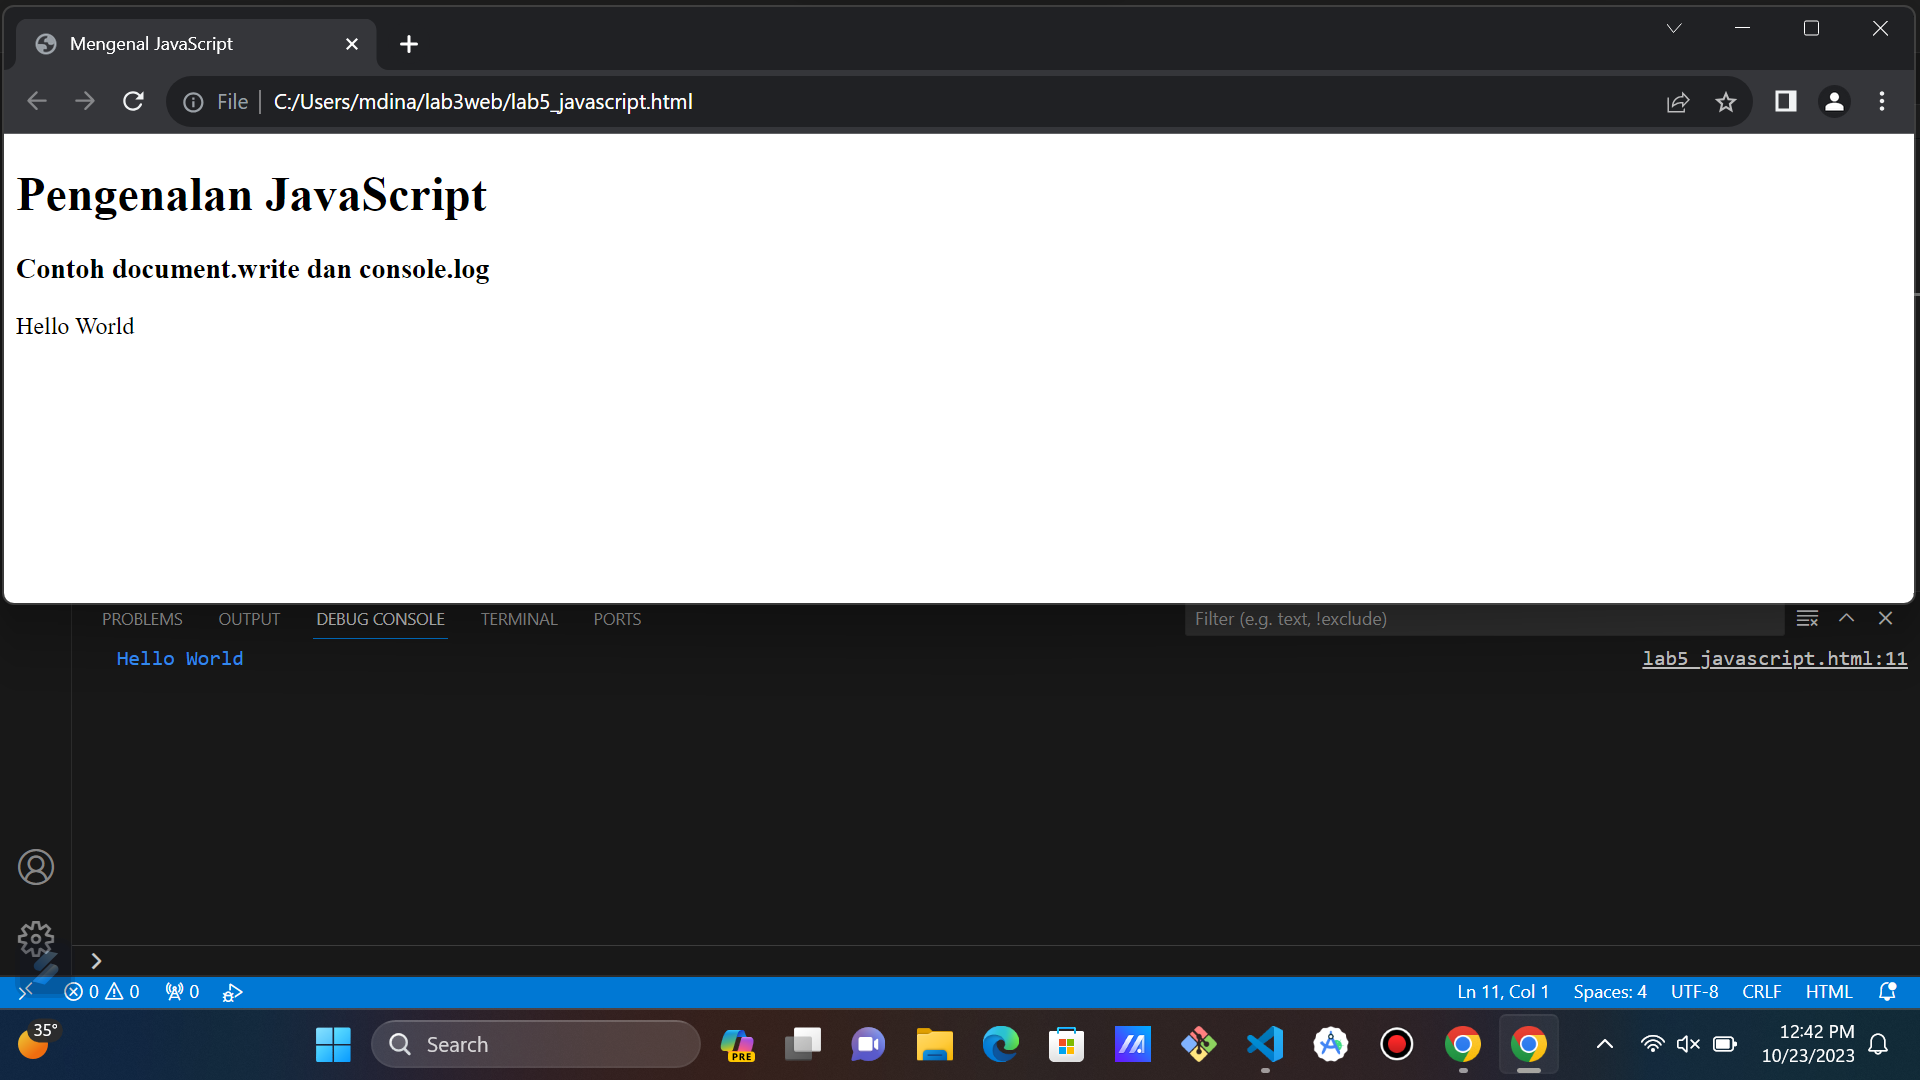 Mengenal JavaScript
File C:/Users/mdina/lab3web/lab5_javascript.html
Pengenalan JavaScript
Contoh document.write dan console.log
Hello World
PROBLEMS OUTPUT DEBUG CONSOLE TERMINAL PORTS Filter (e.g. text, !exclude)
Hello World lab5_javascript.html:11
0 0 0 Ln 11, Col 1 Spaces: 4 UTF-8 CRLF HTML
35°
Search
PRE
12:42 PM
10/23/2023